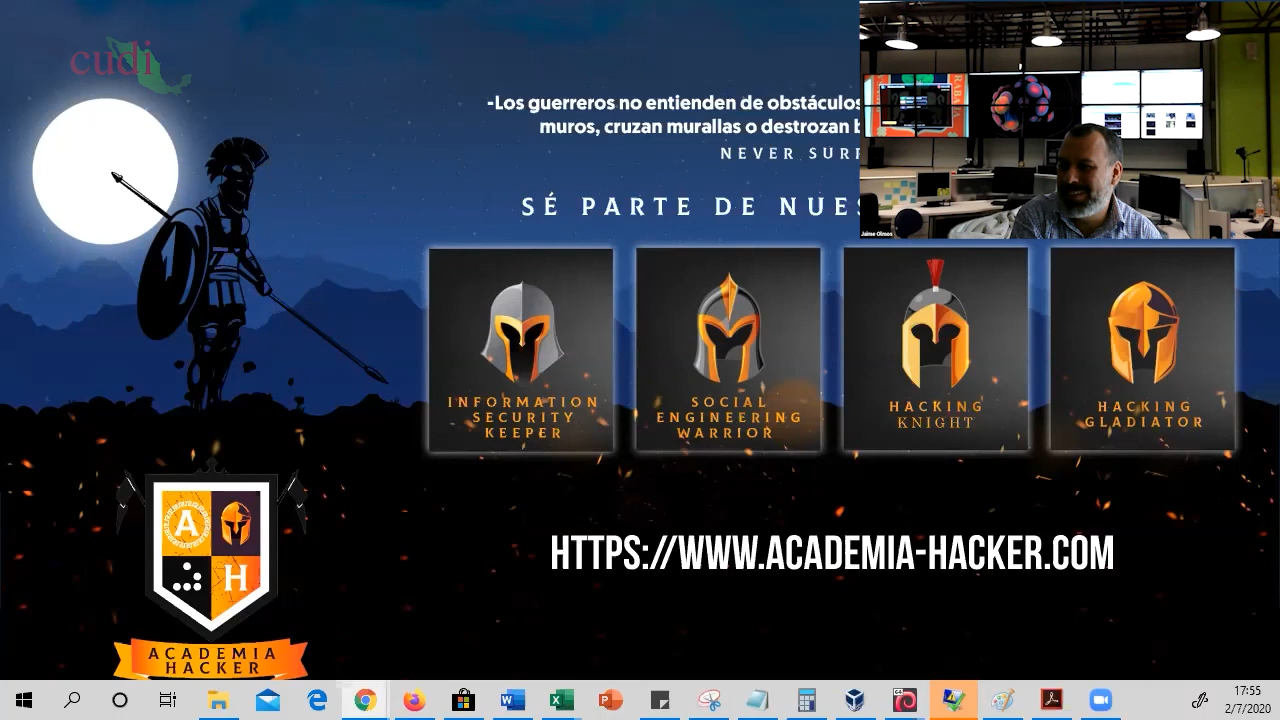 cudi
-Los guerreros no entienden de obstáculos
muros, cruzan murallas o destrozan
NEVER SURR
SÉ PARTE DE NUES
Jaime Olmos
INFORMATION
SECURITY
KEEPER
SOCIAL
ENGINEERING
WARRIOR
HACKING
KNIGHT
HACKING
GLADIATOR
HTTPS://WWW.ACADEMIA-HACKER.COM
A
H
ACADEMIA
HACKER
17:55
2/7/2020